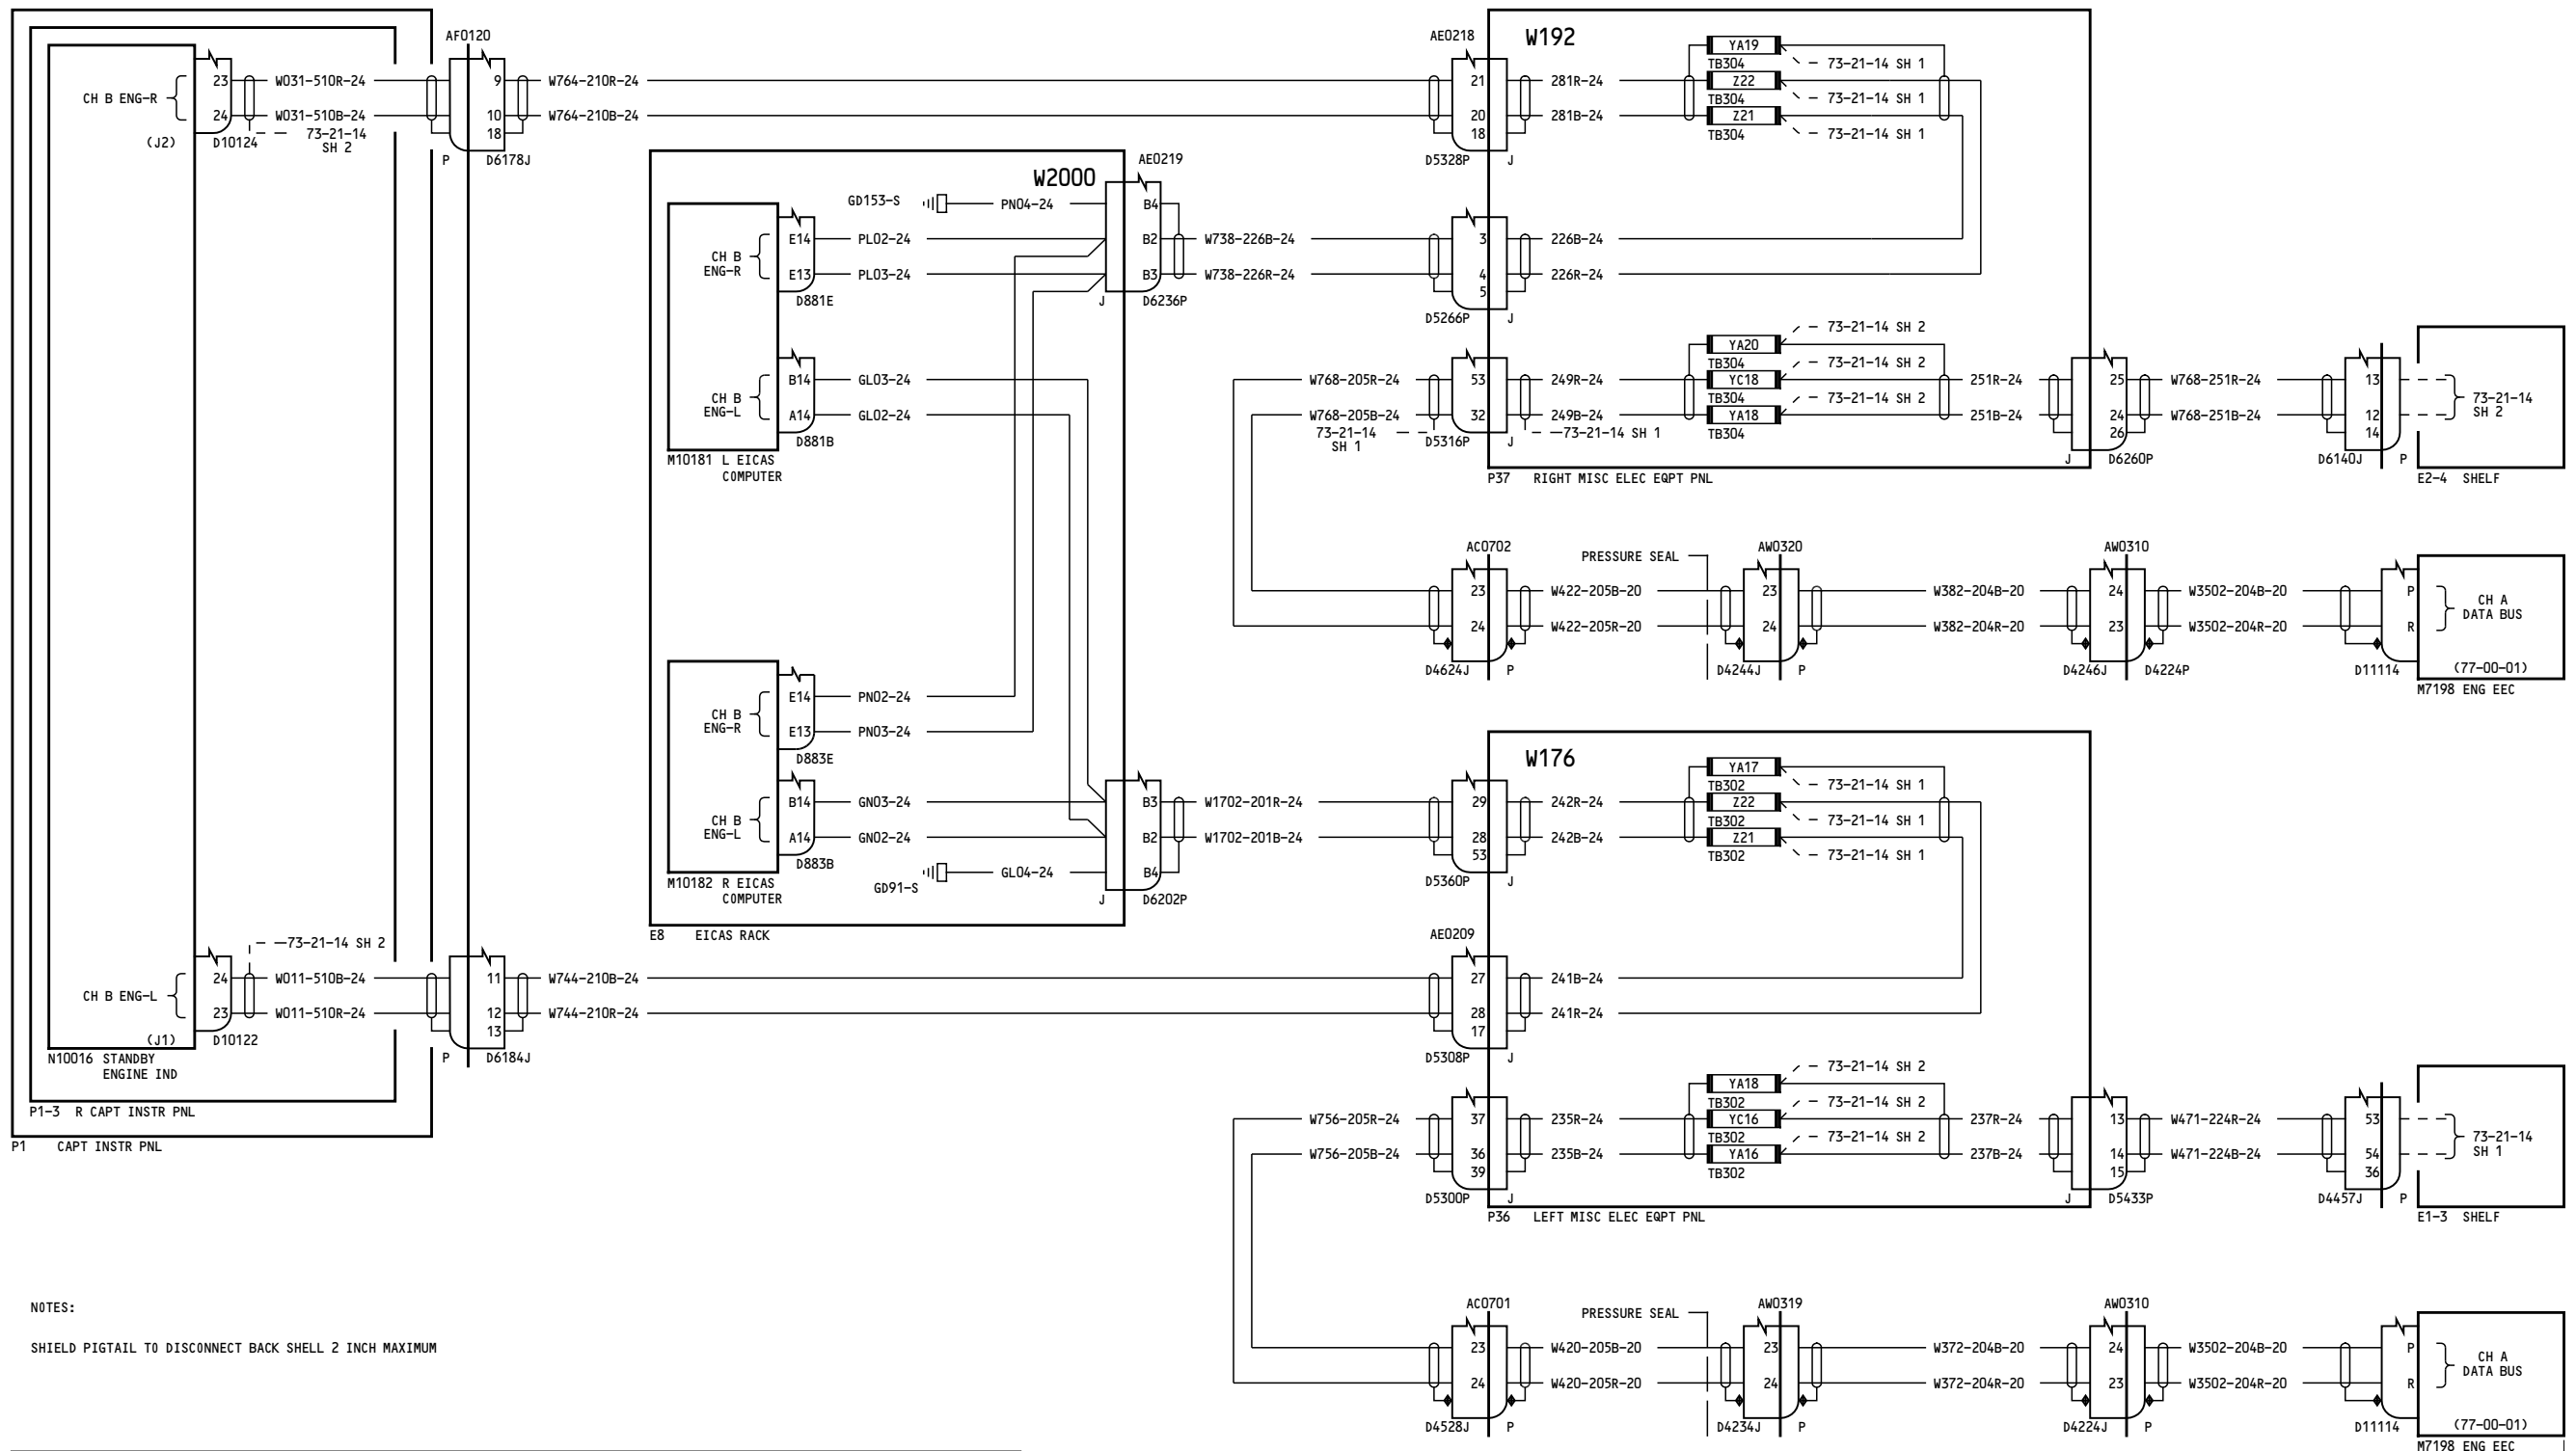 AF0120
CH B ENG-R
23
W031-510R-24
9
W764-210R-24
24
W031-510B-24
10
W764-210B-24
18
(J2)
D10124
73-21-14
SH 2
P
D6178J
AE0218
W192
21
281R-24
20
281B-24
18
D5328P
J
YA19
TB304
73-21-14 SH 1
Z22
TB304
73-21-14 SH 1
Z21
TB304
73-21-14 SH 1
AE0219
W2000
GD153-S
PN04-24
B4
CH B
ENG-R
E14
PL02-24
B2
W738-226B-24
3
226B-24
E13
PL03-24
B3
W738-226R-24
4
226R-24
5
D881E
J
D6236P
D5266P
J
CH B
ENG-L
B14
GL03-24
A14
GL02-24
D881B
M10181 L EICAS
COMPUTER
W768-205R-24
53
249R-24
W768-205B-24
32
249B-24
73-21-14
SH 1
D5316P
J
73-21-14 SH 1
73-21-14 SH 2
YA20
TB304
73-21-14 SH 2
YC18
TB304
73-21-14 SH 2
YA18
TB304
251R-24
25
W768-251R-24
13
251B-24
24
W768-251B-24
12
26
14
73-21-14
SH 2
J
D6260P
D6140J
P
P37 RIGHT MISC ELEC EQPT PNL
E2-4 SHELF
AC0702
PRESSURE SEAL
AW0320
AW0310
23
W422-205B-20
23
W382-204B-20
24
W3502-204B-20
P
24
W422-205R-20
24
W382-204R-20
23
W3502-204R-20
R
CH A
DATA BUS
D4624J
P
D4244J
P
D4246J
D4224P
D11114
(77-00-01)
M7198 ENG EEC
CH B
ENG-R
E14
PN02-24
E13
PN03-24
D883E
CH B
ENG-L
B14
GN03-24
B3
W1702-201R-24
29
242R-24
A14
GN02-24
B2
W1702-201B-24
28
242B-24
53
D883B
GD91-S
GL04-24
B4
M10182 R EICAS
COMPUTER
J
D6202P
D5360P
J
E8 EICAS RACK
W176
YA17
TB302
73-21-14 SH 1
Z22
TB302
73-21-14 SH 1
Z21
TB302
73-21-14 SH 1
AE0209
73-21-14 SH 2
CH B ENG-L
24
W011-510B-24
11
W744-210B-24
27
241B-24
23
W011-510R-24
12
W744-210R-24
28
241R-24
13
17
(J1)
D10122
P
D6184J
D5308P
J
N10016 STANDBY
ENGINE IND
P1-3 R CAPT INSTR PNL
P1 CAPT INSTR PNL
73-21-14 SH 2
YA18
TB302
73-21-14 SH 2
YC16
TB302
73-21-14 SH 2
YA16
TB302
W756-205R-24
37
235R-24
237R-24
13
W471-224R-24
53
W756-205B-24
36
235B-24
237B-24
14
W471-224B-24
54
39
15
36
73-21-14
SH 1
D5300P
J
J
D5433P
D4457J
P
P36 LEFT MISC ELEC EQPT PNL
E1-3 SHELF
NOTES:
SHIELD PIGTAIL TO DISCONNECT BACK SHELL 2 INCH MAXIMUM
AC0701
PRESSURE SEAL
AW0319
AW0310
23
W420-205B-20
23
W372-204B-20
24
W3502-204B-20
P
24
W420-205R-20
24
W372-204R-20
23
W3502-204R-20
R
CH A
DATA BUS
D4528J
P
D4234J
P
D4224J
P
D11114
(77-00-01)
M7198 ENG EEC